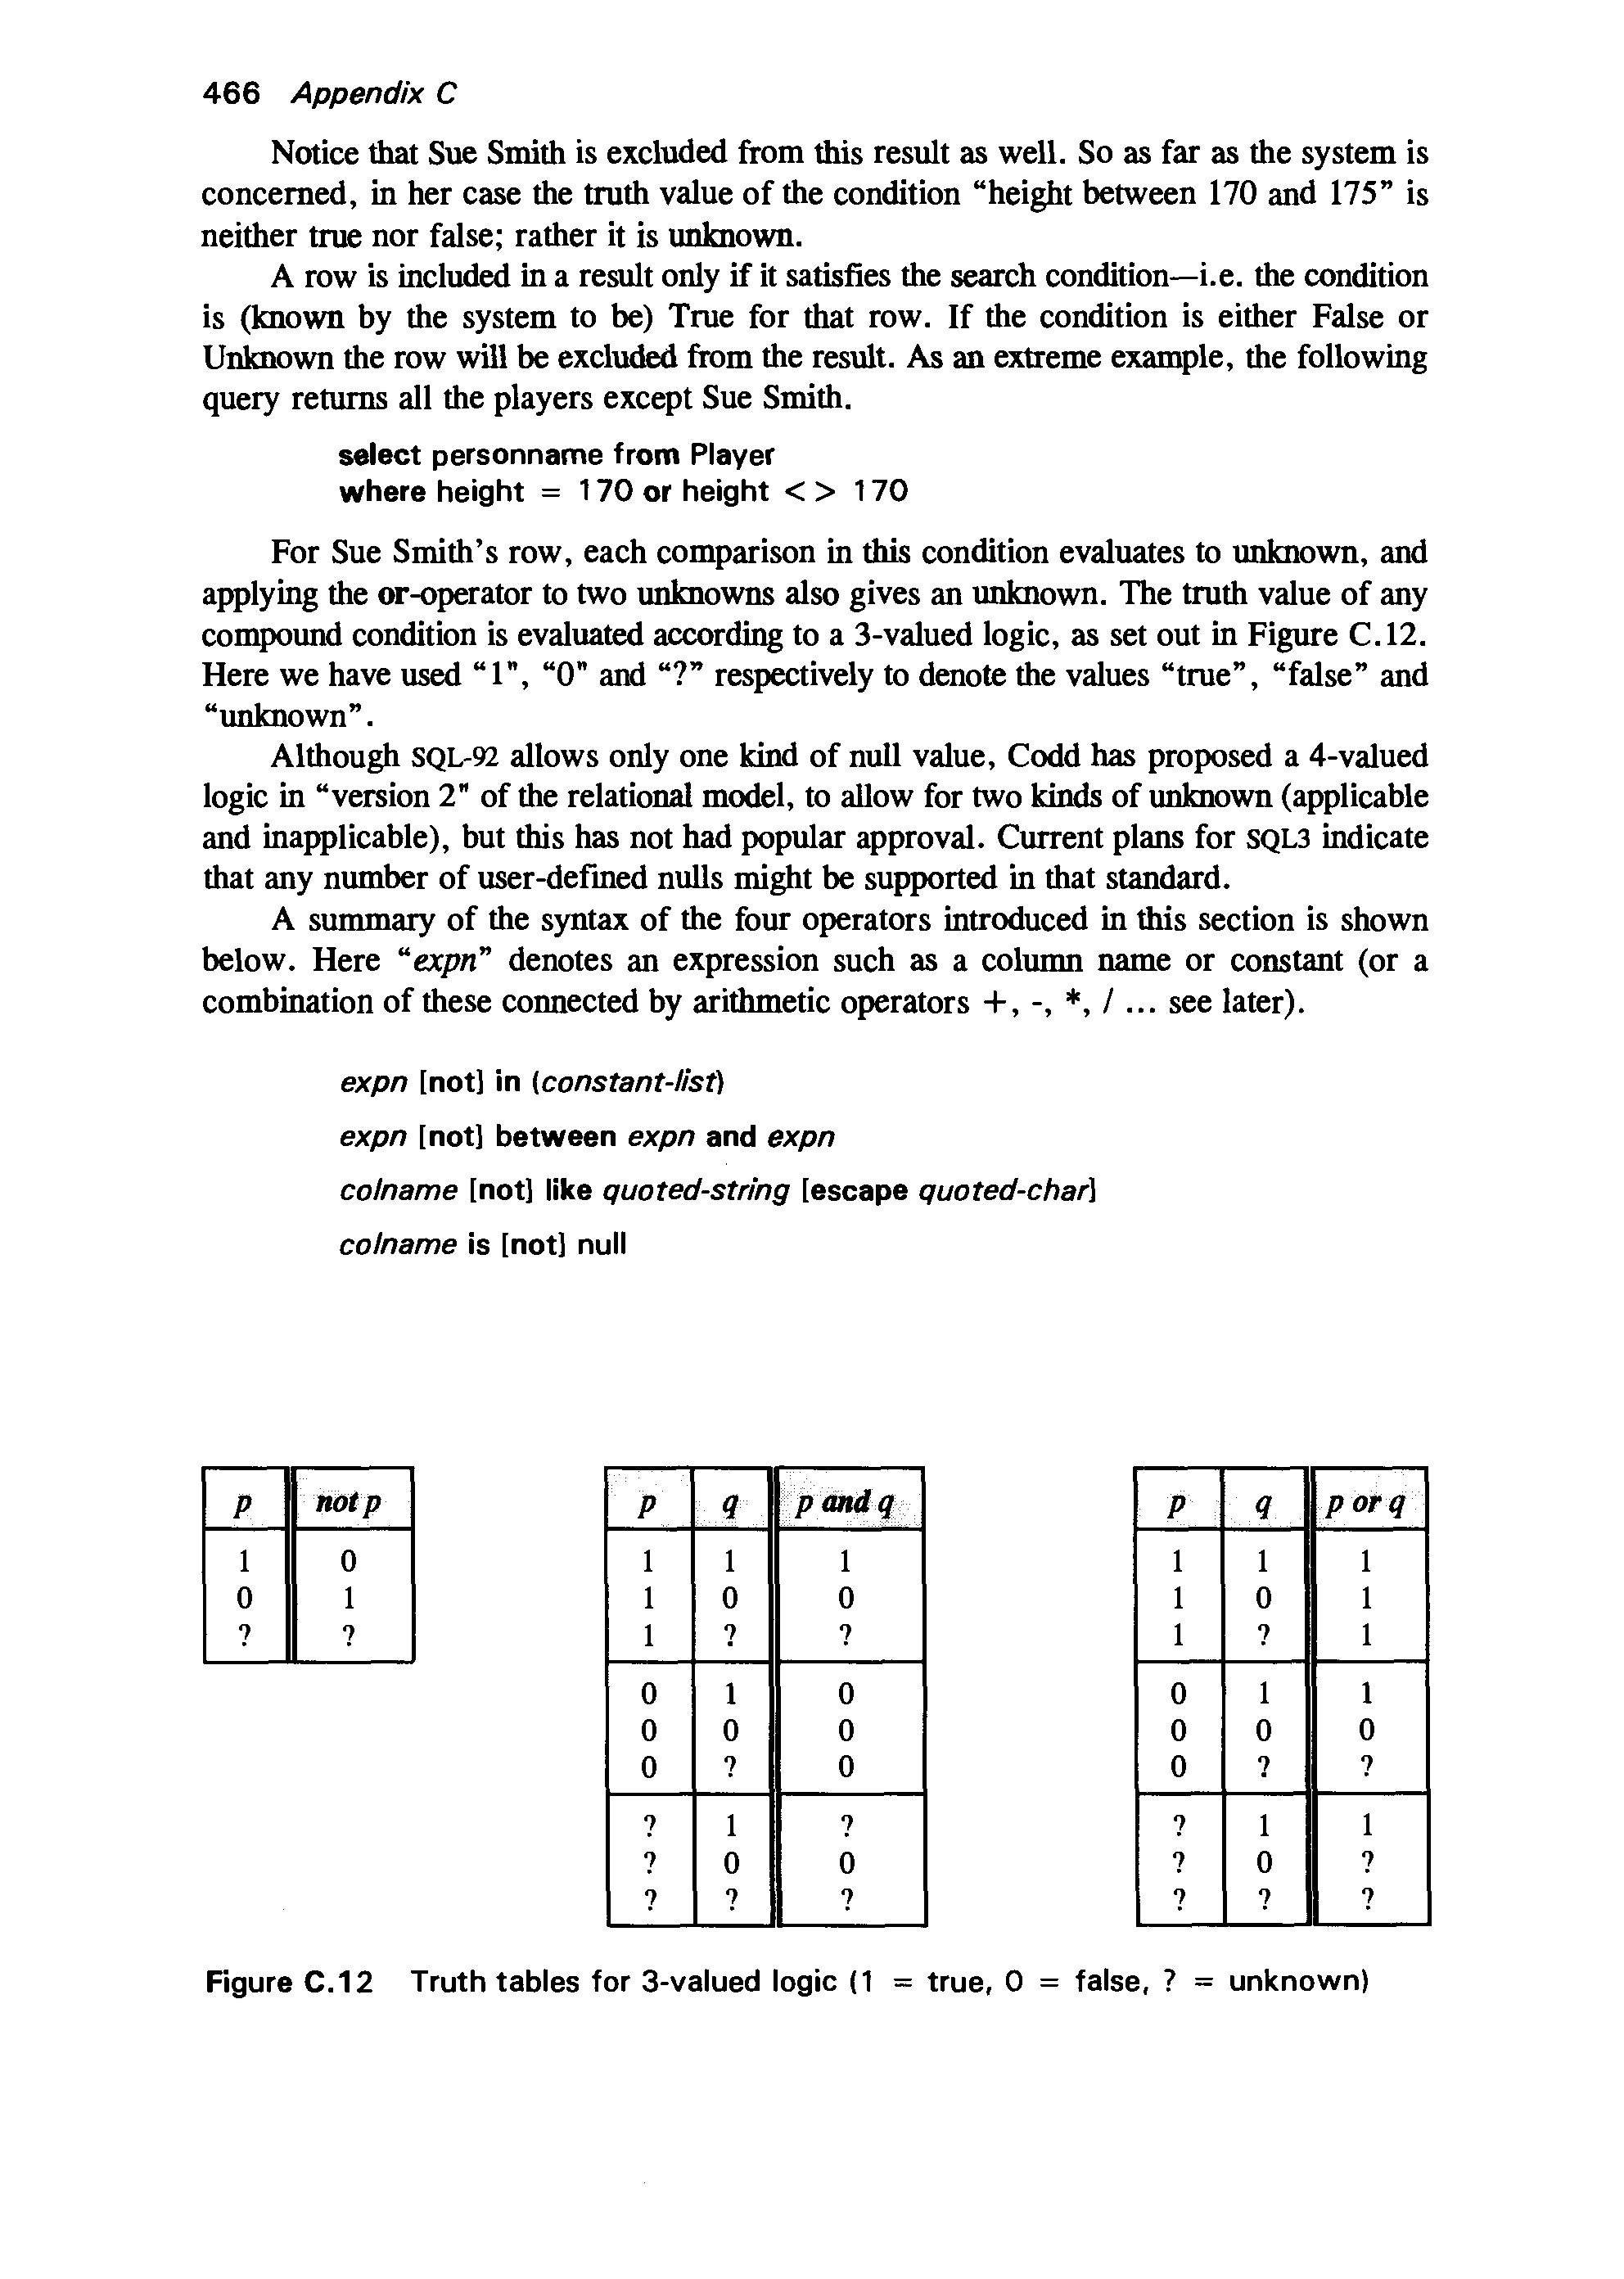 466 Appendix C
Notice that Sue Smith is excluded from this result as well. So as far as the system is
concerned, in her case the truth value of the condition “height between 170 and 175” is
neither true nor false; rather it is unknown.
A row is included in a result only if it satisfies the search condition—i.e. the condition
is (known by the system to be) True for that row. If the condition is either False or
Unknown the row will be excluded from the result. As an extreme example, the following
query returns all the players except Sue Smith.
select personname from Player
where height = 170 or height < > 170
For Sue Smith’s row, each comparison in this condition evaluates to unknown, and
applying the or-operator to two unknowns also gives an unknown. The truth value of any
compound condition is evaluated according to a 3-valued logic, as set out in Figure C.12.
Here we have used “1", “0" and “?” respectively to denote the values “true”, “false” and
“unknown”.
Although SQL-92 allows only one kind of null value, Codd has proposed a 4-valued
logic in “version 2" of the relational model, to allow for two kinds of unknown (applicable
and inapplicable), but this has not had popular approval. Current plans for SQL3 indicate
that any number of user-defined nulls might be supported in that standard.
A summary of the syntax of the four operators introduced in this section is shown
below. Here “expn” denotes an expression such as a column name or constant (or a
combination of these connected by arithmetic operators +, -, *, / ... see later).
expn [not] in (constant-list)
expn [not] between expn and expn
colname [not] like quoted-string [escape quoted-char]
colname is [not] null
p not p
1 0
0 1
? ?
p q p and q
1 1 1
1 0 0
1 ? ?
0 1 0
0 0 0
0 ? 0
? 1 ?
? 0 0
? ? ?
p q p or q
1 1 1
1 0 1
1 ? 1
0 1 1
0 0 0
0 ? ?
? 1 1
? 0 ?
? ? ?
Figure C.12 Truth tables for 3-valued logic (1 = true, 0 = false, ? = unknown)